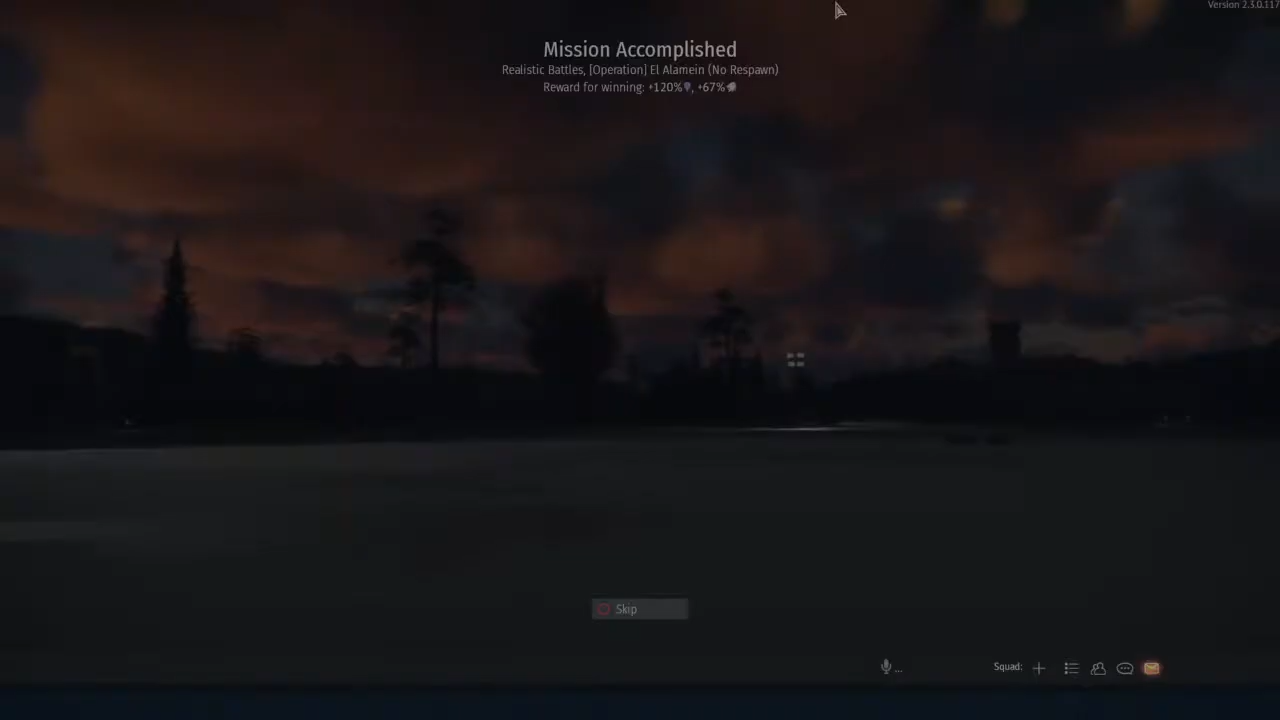 Version 2.3.0.117
Mission Accomplished
Realistic Battles, [Operation] El Alamein (No Respawn)
Reward for winning: +120%, +67%
Skip
...
Squad: